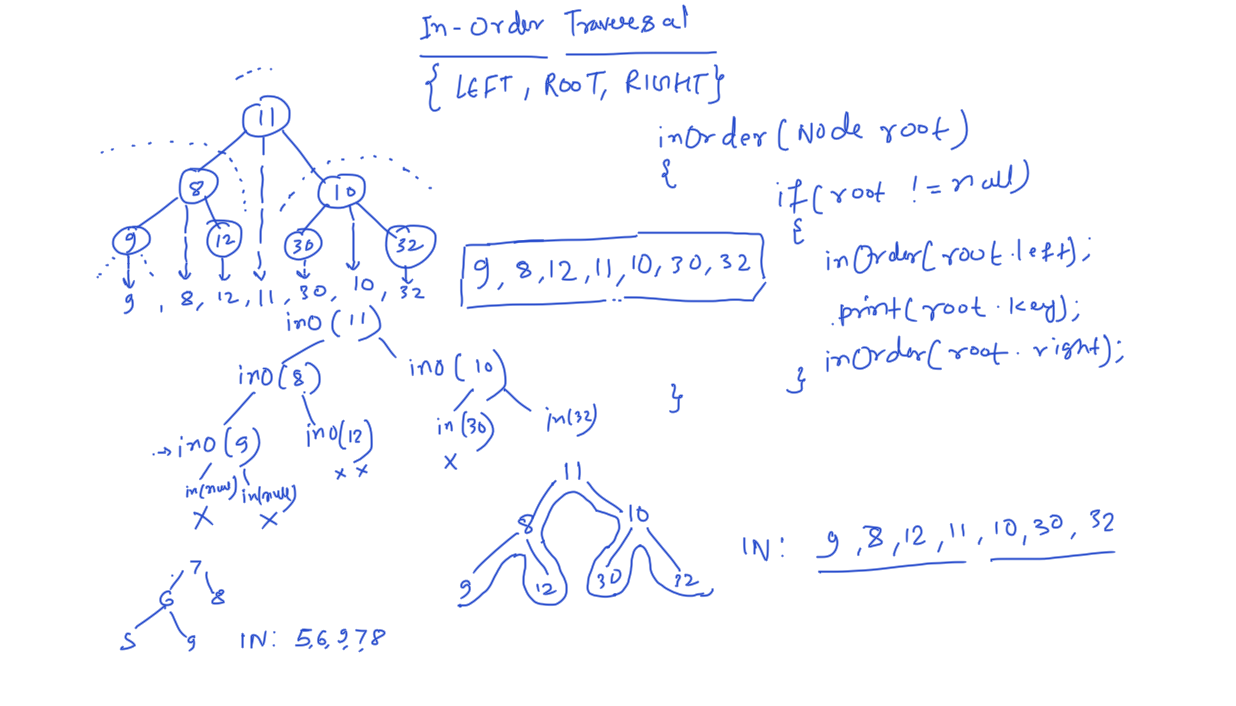 In-Order Traversal
{ LEFT, ROOT, RIGHT}
11
8 10
9 12 30 32
9, 8, 12, 11, 30, 10, 32
9, 8, 12, 11, 10, 30, 32
inOrder(Node root)
{
if(root != null)
{
inOrder(root.left);
print(root.key);
inOrder(root.right);
}
}
inO(11)
inO(8) inO(10)
inO(9) inO(12) in(30) in(32)
x x x
in(null) in(null)
x x
11
8 10
9 12 30 32
IN: 9, 8, 12, 11, 10, 30, 32
7
6 8
5 9
IN: 5,6,9,7,8